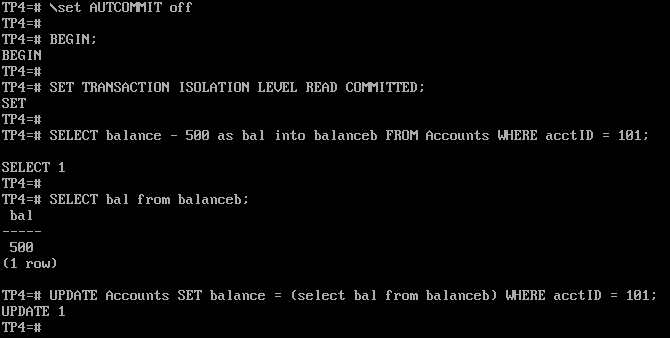 TP4=# \set AUTCOMMIT off
TP4=#
TP4=# BEGIN;
BEGIN
TP4=#
TP4=# SET TRANSACTION ISOLATION LEVEL READ COMMITTED;
SET
TP4=#
TP4=# SELECT balance - 500 as bal into balanceb FROM Accounts WHERE acctID = 101;
SELECT 1
TP4=#
TP4=# SELECT bal from balanceb;
bal
-----
500
(1 row)
TP4=# UPDATE Accounts SET balance = (select bal from balanceb) WHERE acctID = 101;
UPDATE 1
TP4=#